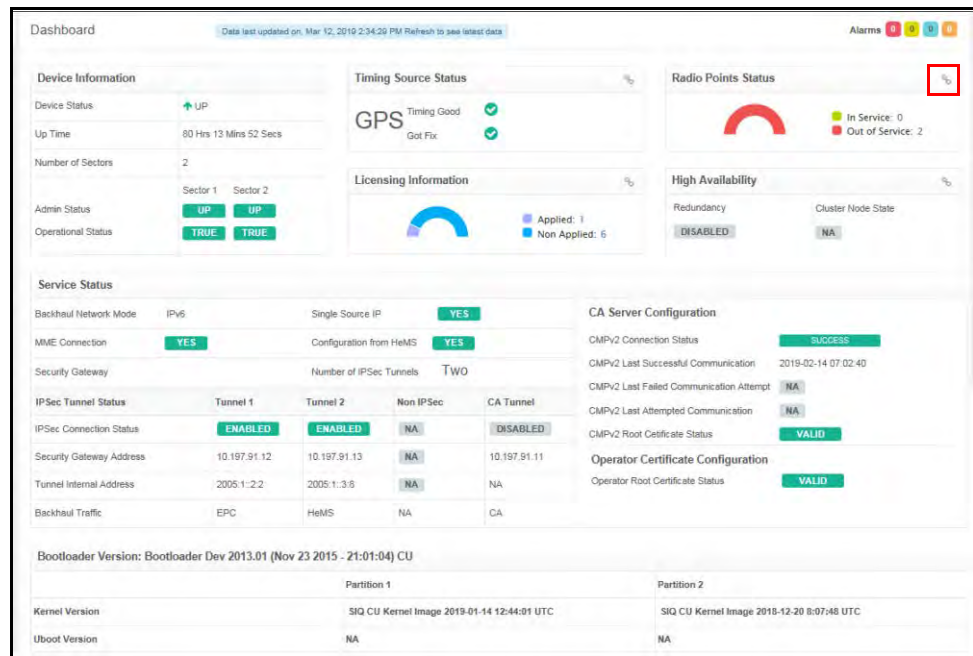 Dashboard
Data last updated on, Mar 12, 2019 2:34:29 PM Refresh to see latest data
Alarms 0 0 0 0
Device Information
Device Status UP
Up Time 80 Hrs 13 Mins 52 Secs
Number of Sectors 2
Sector 1 Sector 2
Admin Status UP UP
Operational Status TRUE TRUE
Timing Source Status
GPS
Timing Good
Got Fix
Radio Points Status
In Service: 0
Out of Service: 2
Licensing Information
Applied: 1
Non Applied: 6
High Availability
Redundancy Cluster Node State
DISABLED NA
Service Status
Backhaul Network Mode IPv6 Single Source IP YES
MME Connection YES Configuration from HeMS YES
Security Gateway Number of IPSec Tunnels Two
IPSec Tunnel Status Tunnel 1 Tunnel 2 Non IPSec CA Tunnel
IPSec Connection Status ENABLED ENABLED NA DISABLED
Security Gateway Address 10.197.91.12 10.197.91.13 NA 10.197.91.11
Tunnel Internal Address 2005:1::2:2 2005:1::3:6 NA NA
Backhaul Traffic EPC HeMS NA CA
CA Server Configuration
CMPv2 Connection Status SUCCESS
CMPv2 Last Successful Communication 2019-02-14 07:02:40
CMPv2 Last Failed Communication Attempt NA
CMPv2 Last Attempted Communication NA
CMPv2 Root Cetificate Status VALID
Operator Certificate Configuration
Operator Root Certificate Status VALID
Bootloader Version: Bootloader Dev 2013.01 (Nov 23 2015 - 21:01:04) CU
Partition 1 Partition 2
Kernel Version SIQ CU Kernel Image 2019-01-14 12:44:01 UTC SIQ CU Kernel Image 2018-12-20 8:07:48 UTC
Uboot Version NA NA